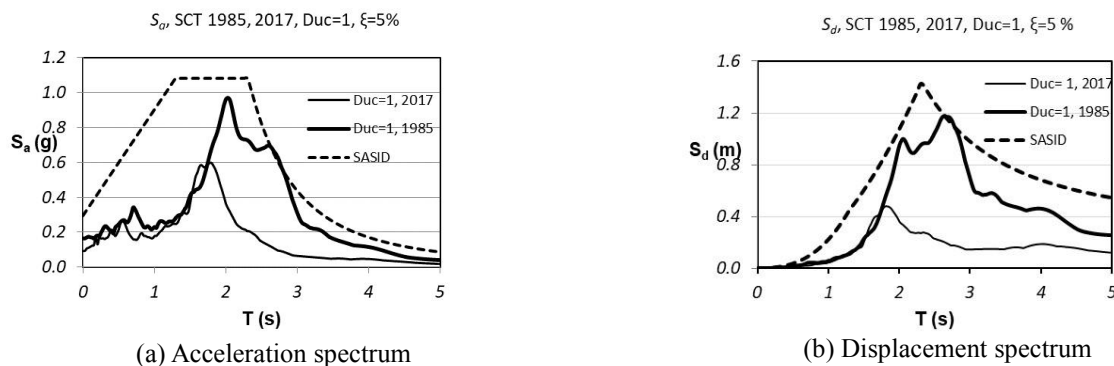 Sa, SCT 1985, 2017, Duc=1, ξ=5%
1.2
1.0
0.8
Sa (g)
0.6
0.4
0.2
0.0
Duc=1, 2017
Duc=1, 1985
SASID
0 1 2 3 4 5
T (s)
(a) Acceleration spectrum
Sd, SCT 1985, 2017, Duc=1, ξ=5 %
1.6
1.2
Sd (m)
0.8
0.4
0.0
Duc= 1, 2017
Duc=1, 1985
SASID
0 1 2 3 4 5
T (s)
(b) Displacement spectrum